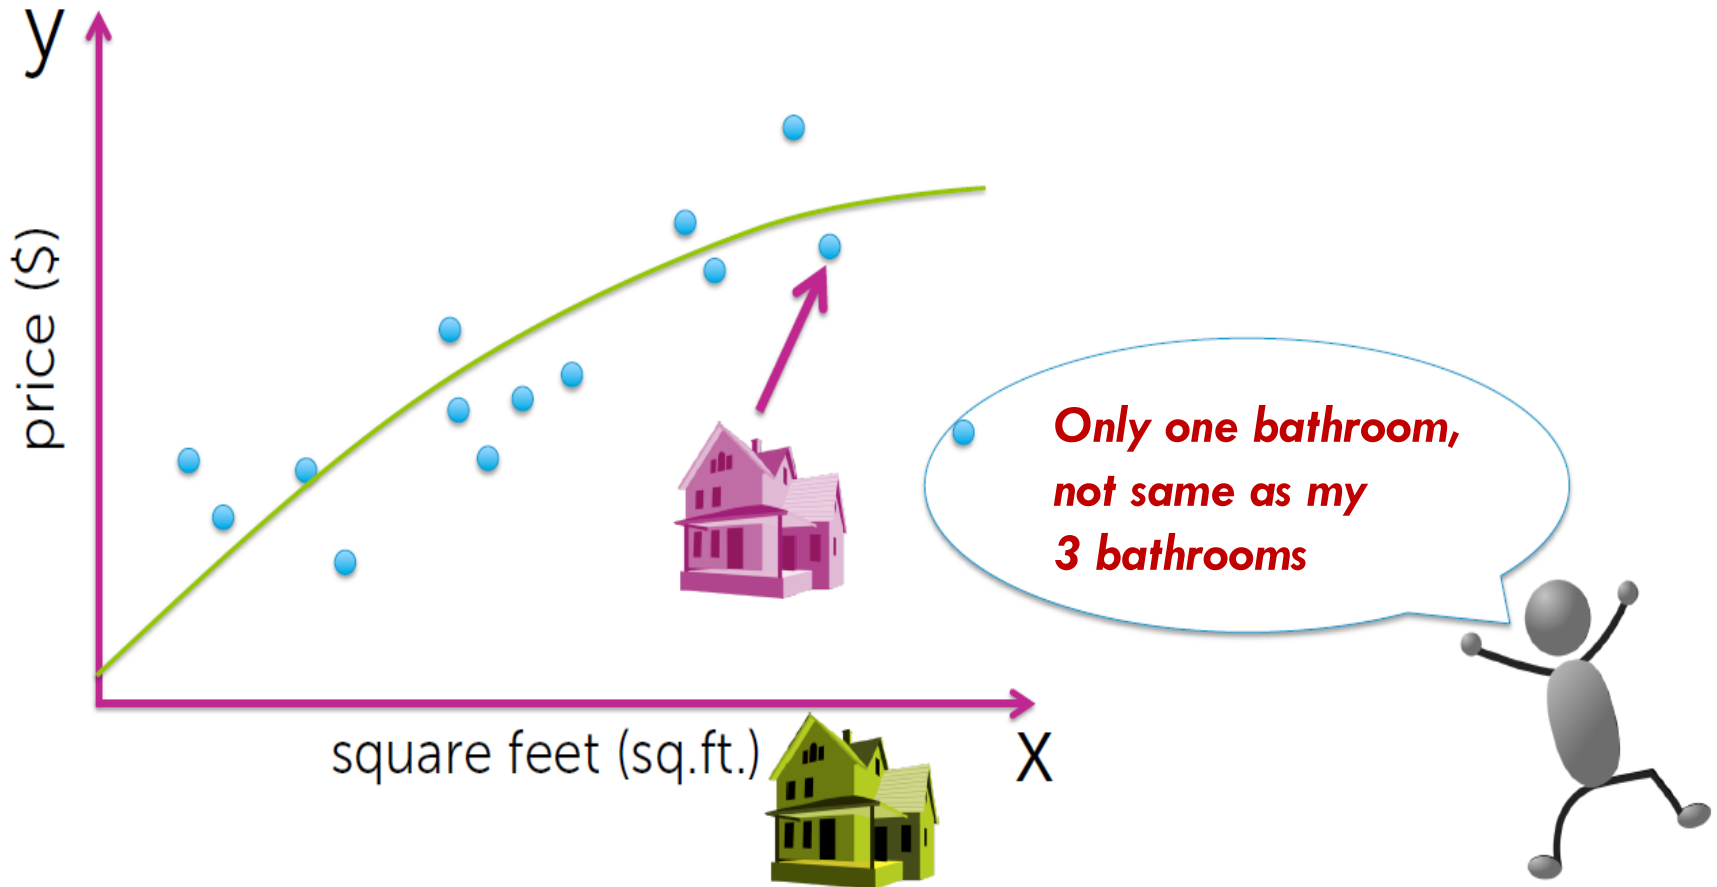 y
price ($)
Only one bathroom,
not same as my
3 bathrooms
square feet (sq.ft.)
x